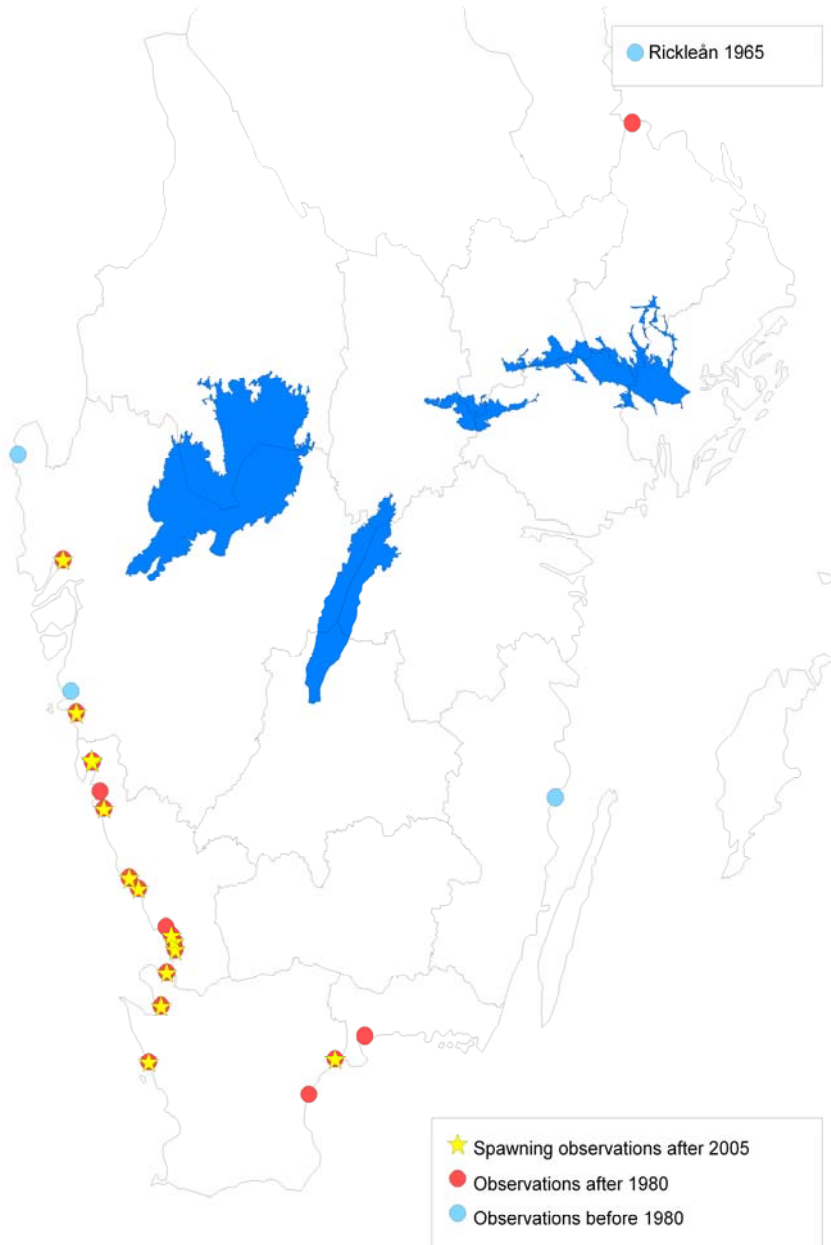 Rickleån 1965
Spawning observations after 2005
Observations after 1980
Observations before 1980